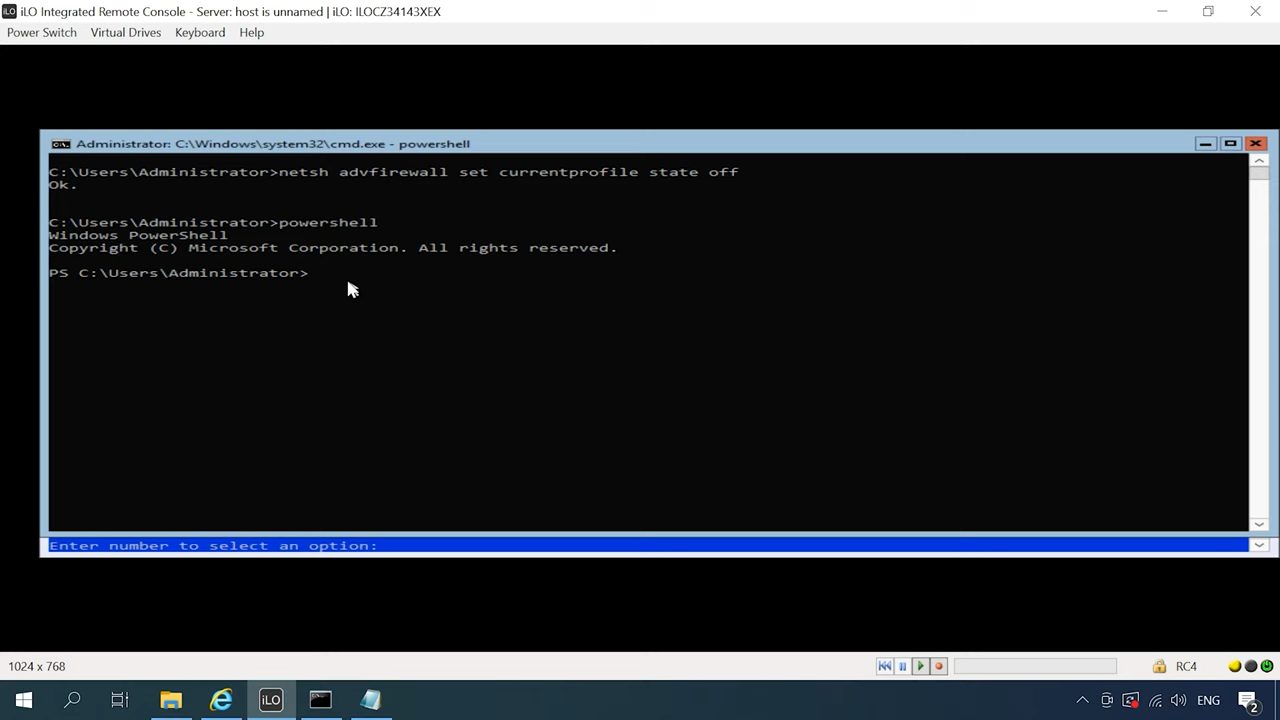 iLO Integrated Remote Console - Server: host is unnamed | iLO: ILOCZ34143XEX
Power Switch Virtual Drives Keyboard Help
Administrator: C:\Windows\system32\cmd.exe - powershell
C:\Users\Administrator>netsh advfirewall set currentprofile state off
Ok.
C:\Users\Administrator>powershell
Windows PowerShell
Copyright (C) Microsoft Corporation. All rights reserved.
PS C:\Users\Administrator>
Enter number to select an option:
1024 x 768
RC4
iLO
ENG
2